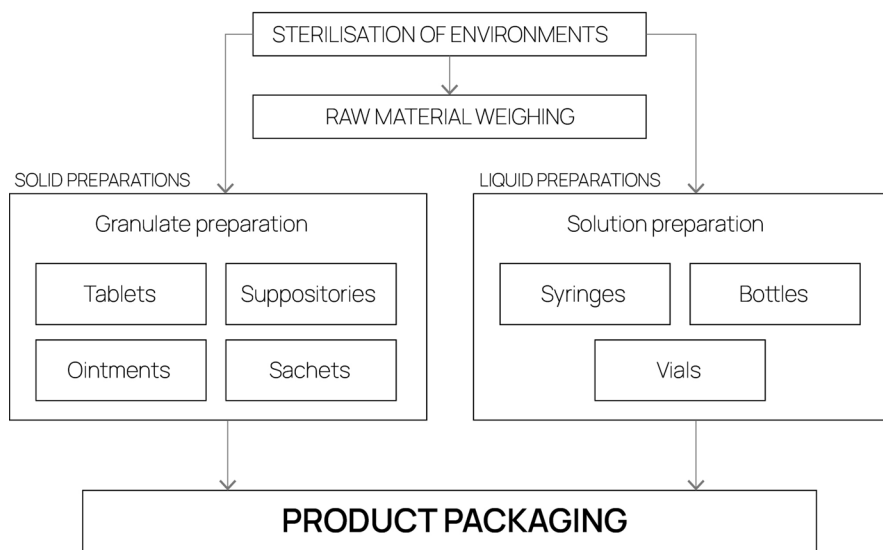 STERILISATION OF ENVIRONMENTS
RAW MATERIAL WEIGHING
SOLID PREPARATIONS
Granulate preparation
Tablets
Suppositories
Ointments
Sachets
LIQUID PREPARATIONS
Solution preparation
Syringes
Bottles
Vials
PRODUCT PACKAGING